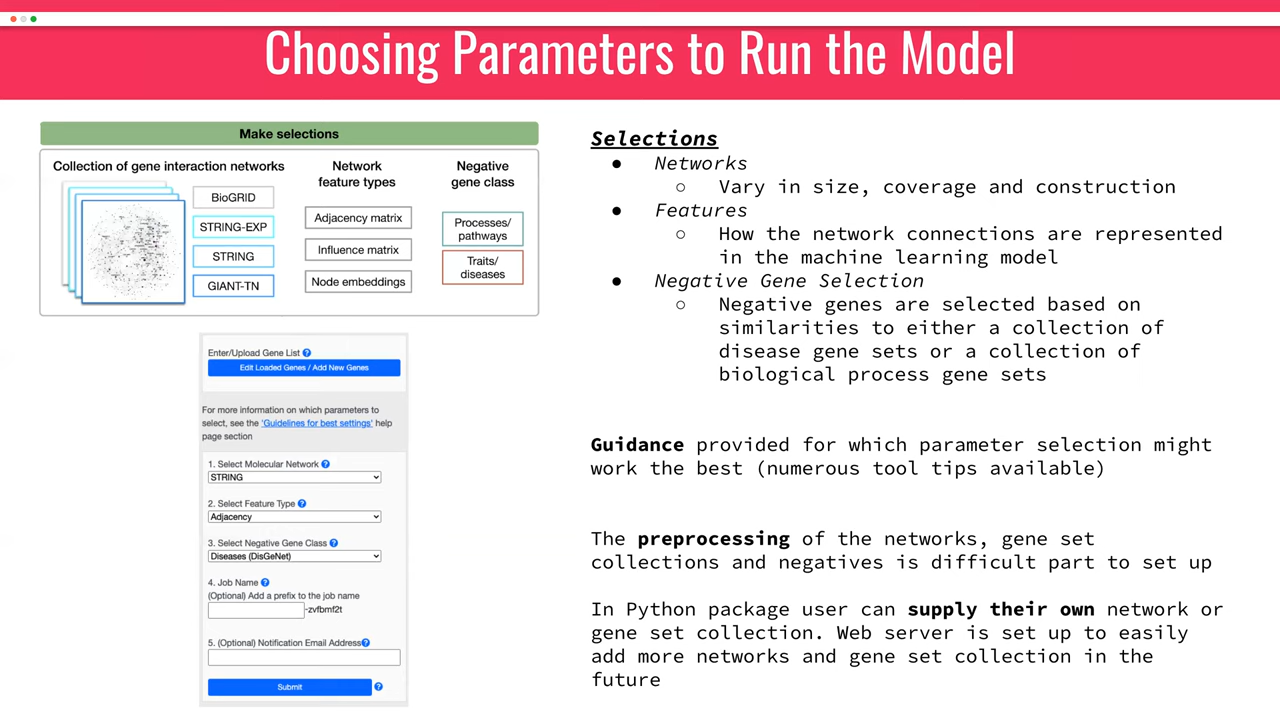 Choosing Parameters to Run the Model
Make selections
Collection of gene interaction networks
BioGRID
STRING-EXP
STRING
GIANT-TN
Network
feature types
Adjacency matrix
Influence matrix
Node embeddings
Negative
gene class
Processes/
pathways
Traits/
diseases
Enter/Upload Gene List ?
Edit Loaded Genes / Add New Genes
For more information on which parameters to
select, see the 'Guidelines for best settings' help
page section
1. Select Molecular Network ?
STRING
2. Select Feature Type ?
Adjacency
3. Select Negative Gene Class ?
Diseases (DisGeNet)
4. Job Name ?
(Optional) Add a prefix to the job name
-zvfbmf2t
5. (Optional) Notification Email Address ?
Submit ?
Selections
● Networks
○ Vary in size, coverage and construction
● Features
○ How the network connections are represented
in the machine learning model
● Negative Gene Selection
○ Negative genes are selected based on
similarities to either a collection of
disease gene sets or a collection of
biological process gene sets
Guidance provided for which parameter selection might
work the best (numerous tool tips available)
The preprocessing of the networks, gene set
collections and negatives is difficult part to set up
In Python package user can supply their own network or
gene set collection. Web server is set up to easily
add more networks and gene set collection in the
future